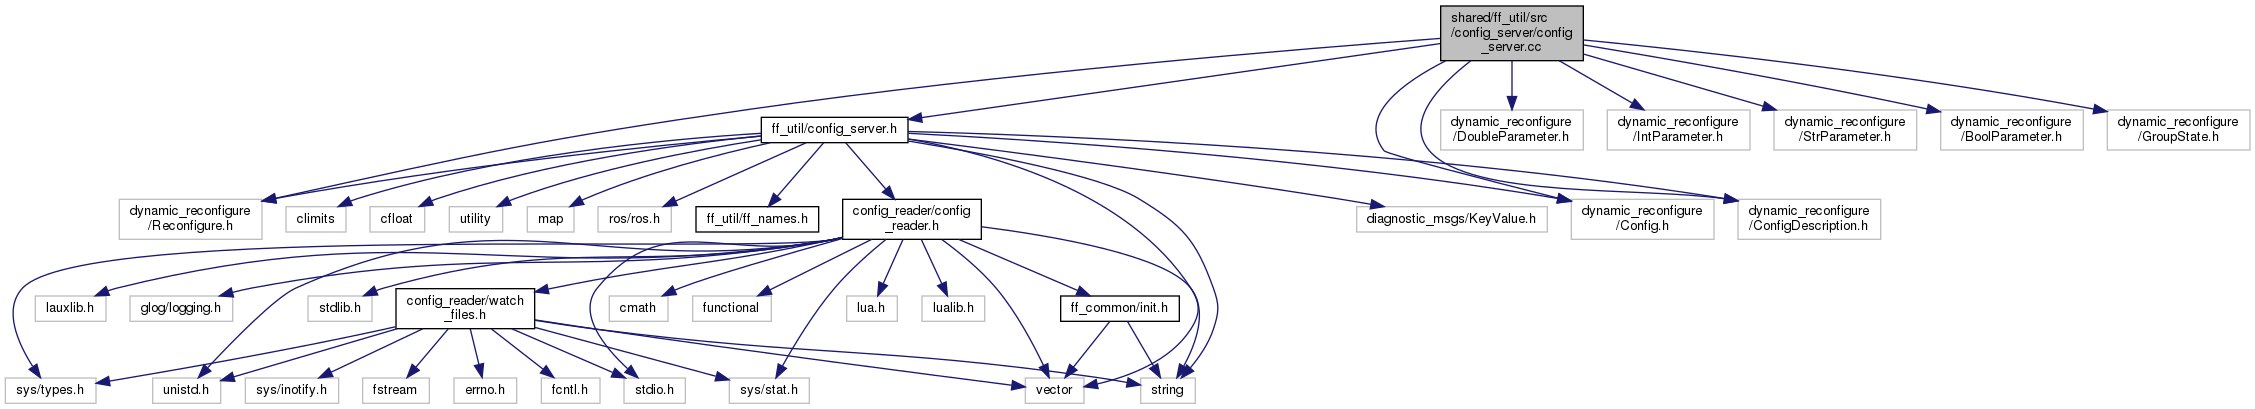 shared/ff_util/src
/config_server/config
_server.cc
ff_util/config_server.h
dynamic_reconfigure
/DoubleParameter.h
dynamic_reconfigure
/IntParameter.h
dynamic_reconfigure
/StrParameter.h
dynamic_reconfigure
/BoolParameter.h
dynamic_reconfigure
/GroupState.h
dynamic_reconfigure
/Reconfigure.h
climits
cfloat
utility
map
ros/ros.h
ff_util/ff_names.h
config_reader/config
_reader.h
diagnostic_msgs/KeyValue.h
dynamic_reconfigure
/Config.h
dynamic_reconfigure
/ConfigDescription.h
lauxlib.h
glog/logging.h
stdlib.h
config_reader/watch
_files.h
cmath
functional
lua.h
lualib.h
ff_common/init.h
sys/types.h
unistd.h
sys/inotify.h
fstream
errno.h
fcntl.h
stdio.h
sys/stat.h
vector
string